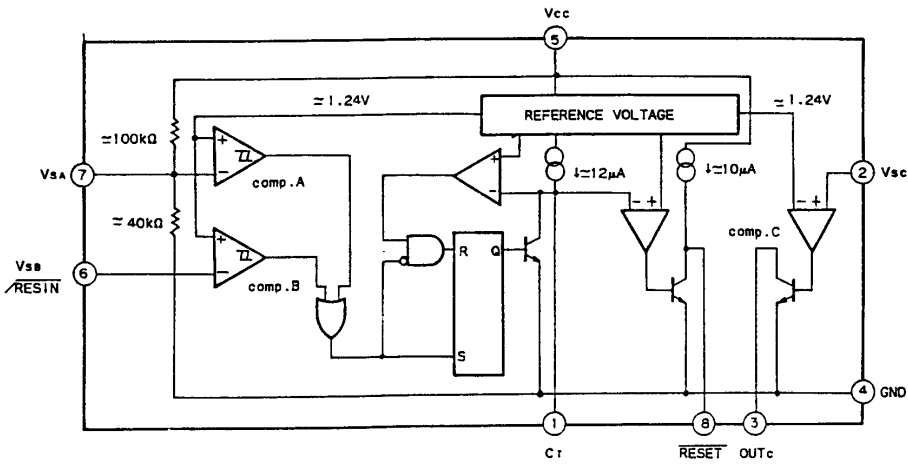 Vcc
5
≃1.24V
REFERENCE VOLTAGE
≃1.24V
≃100kΩ
+
−
comp.A
+
−
↓≃12μA
↓≃10μA
7
VSA
2
VSC
≃40kΩ
− +
comp.C
− +
6
VSB
/RESIN
+
−
comp.B
R
Q
S
4
GND
1
8
3
CT
RESET
OUTc